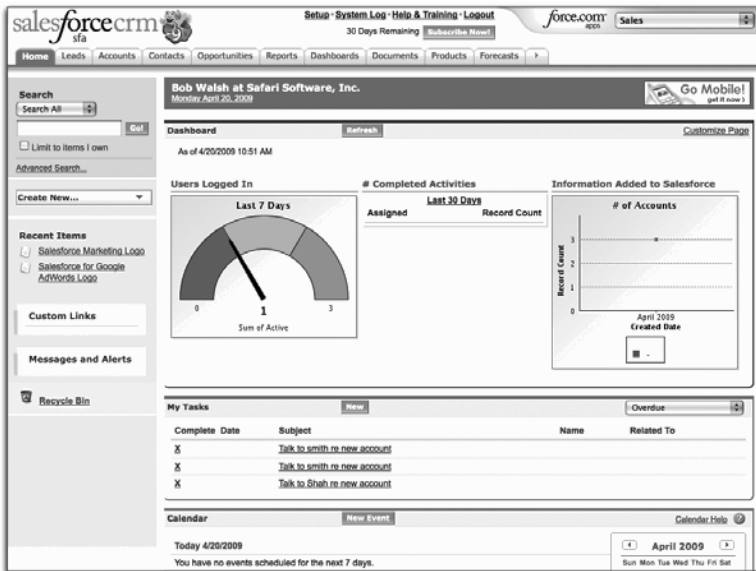 salesforcecrm
sfa
Setup · System Log · Help & Training · Logout
30 Days Remaining Subscribe Now!
force.com
apps
Sales
Home Leads Accounts Contacts Opportunities Reports Dashboards Documents Products Forecasts
Search
Search All
Go!
Limit to items I own
Advanced Search...
Create New...
Recent Items
Salesforce Marketing Logo
Salesforce for Google
AdWords Logo
Custom Links
Messages and Alerts
Recycle Bin
Bob Walsh at Safari Software, Inc.
Monday April 20, 2009
Go Mobile!
get it now
Dashboard Refresh Customize Page
As of 4/20/2009 10:51 AM
Users Logged In
Last 7 Days
0 1 3
Sum of Active
# Completed Activities
Last 30 Days
Assigned Record Count
Information Added to Salesforce
# of Accounts
Record Count
3
2
1
0
April 2009
Created Date
-
My Tasks New Overdue
Complete Date Subject Name Related To
X Talk to smith re new account
X Talk to smith re new account
X Talk to Shah re new account
Calendar New Event Calendar Help ?
Today 4/20/2009
You have no events scheduled for the next 7 days.
April 2009
Sun Mon Tue Wed Thu Fri Sat